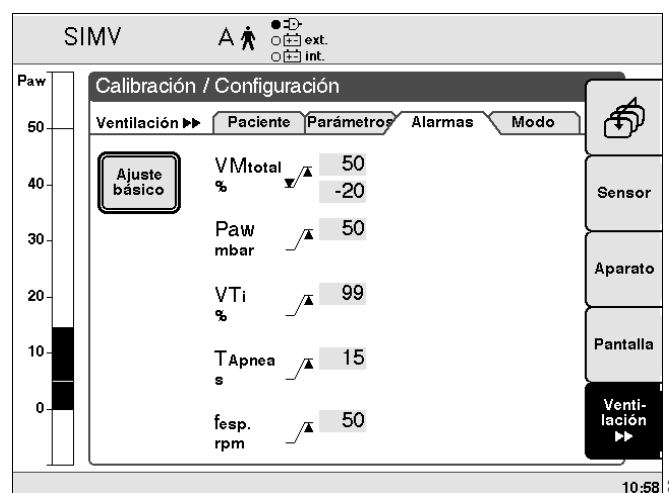 SIMV
A
ext.
int.
Paw
50
40
30
20
10
0
Calibración / Configuración
Ventilación
Paciente
Parámetros
Alarmas
Modo
Ajuste
básico
VMtotal 50
% -20
Paw 50
mbar
VTi 99
%
TApnea 15
s
fesp. 50
rpm
Sensor
Aparato
Pantalla
Venti-
lación
10:58